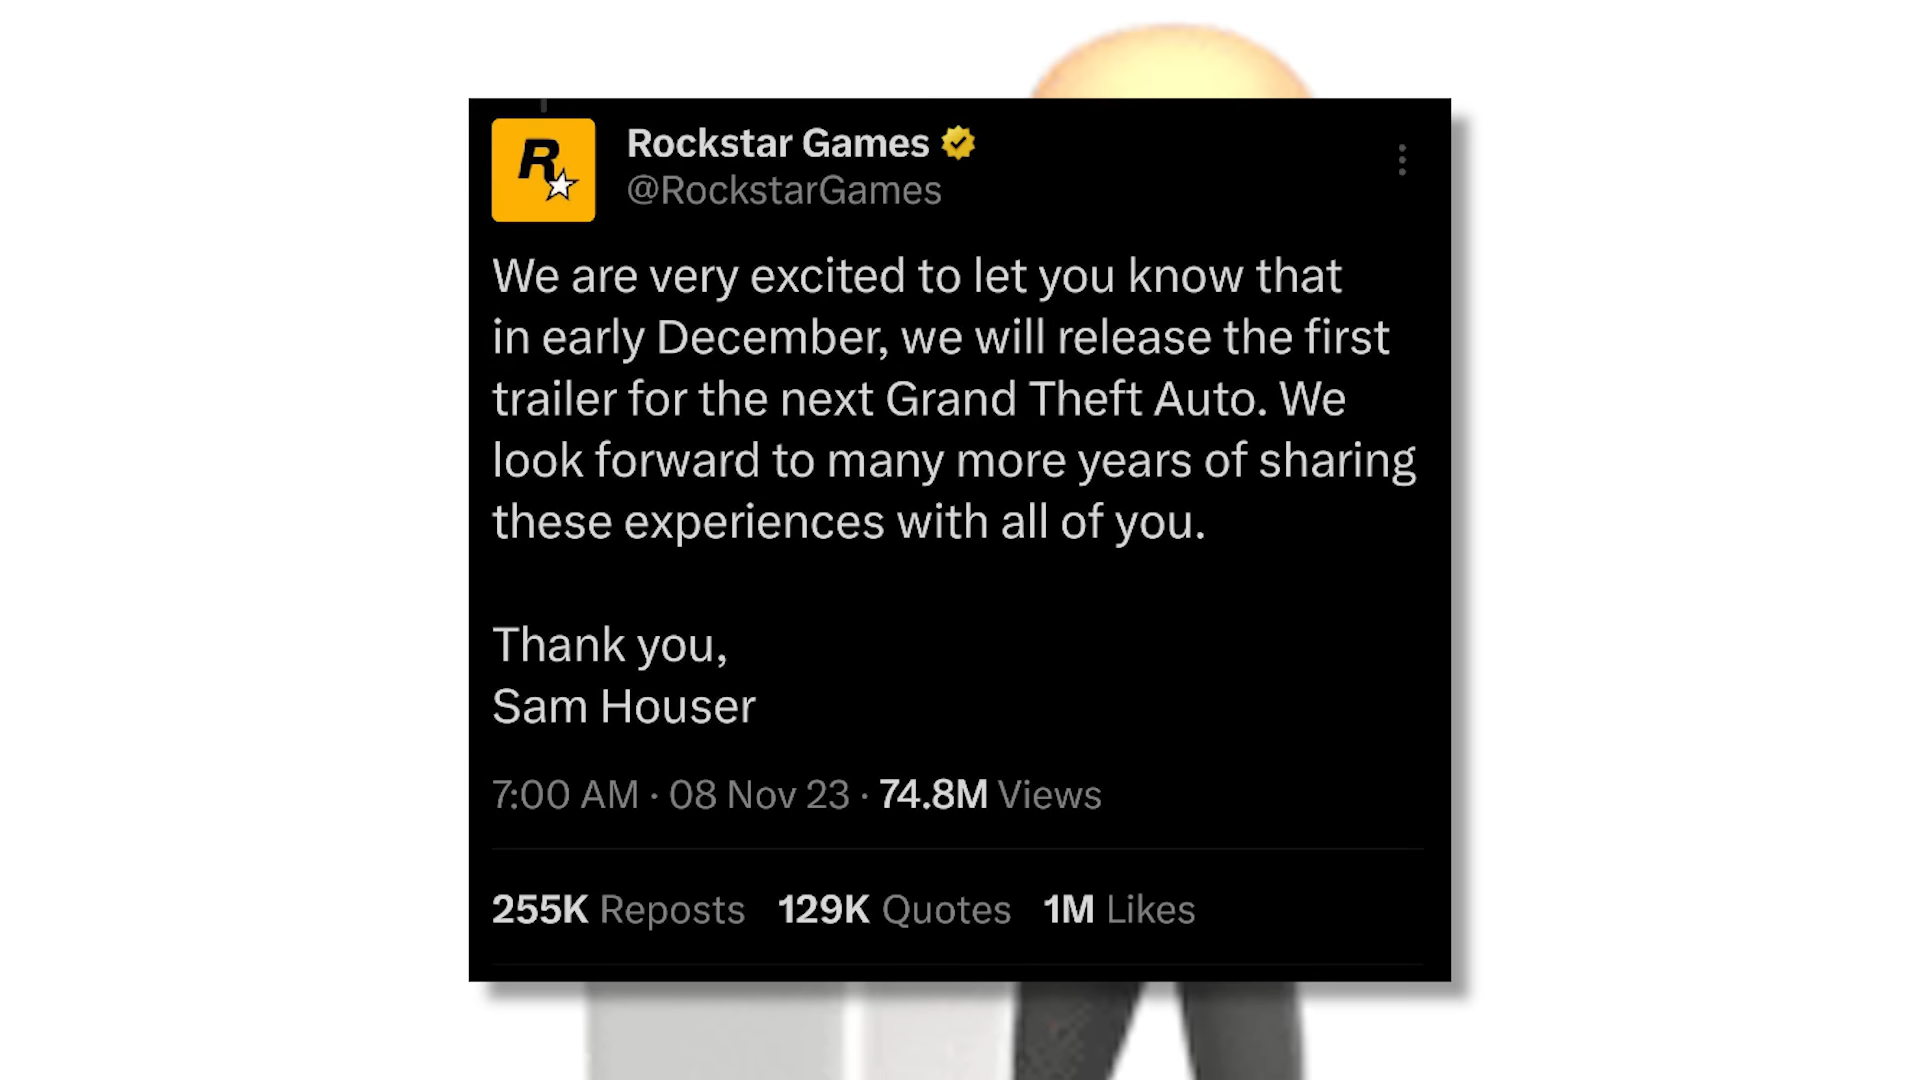 Rockstar Games
@RockstarGames
We are very excited to let you know that
in early December, we will release the first
trailer for the next Grand Theft Auto. We
look forward to many more years of sharing
these experiences with all of you.
Thank you,
Sam Houser
7:00 AM · 08 Nov 23 · 74.8M Views
255K Reposts 129K Quotes 1M Likes